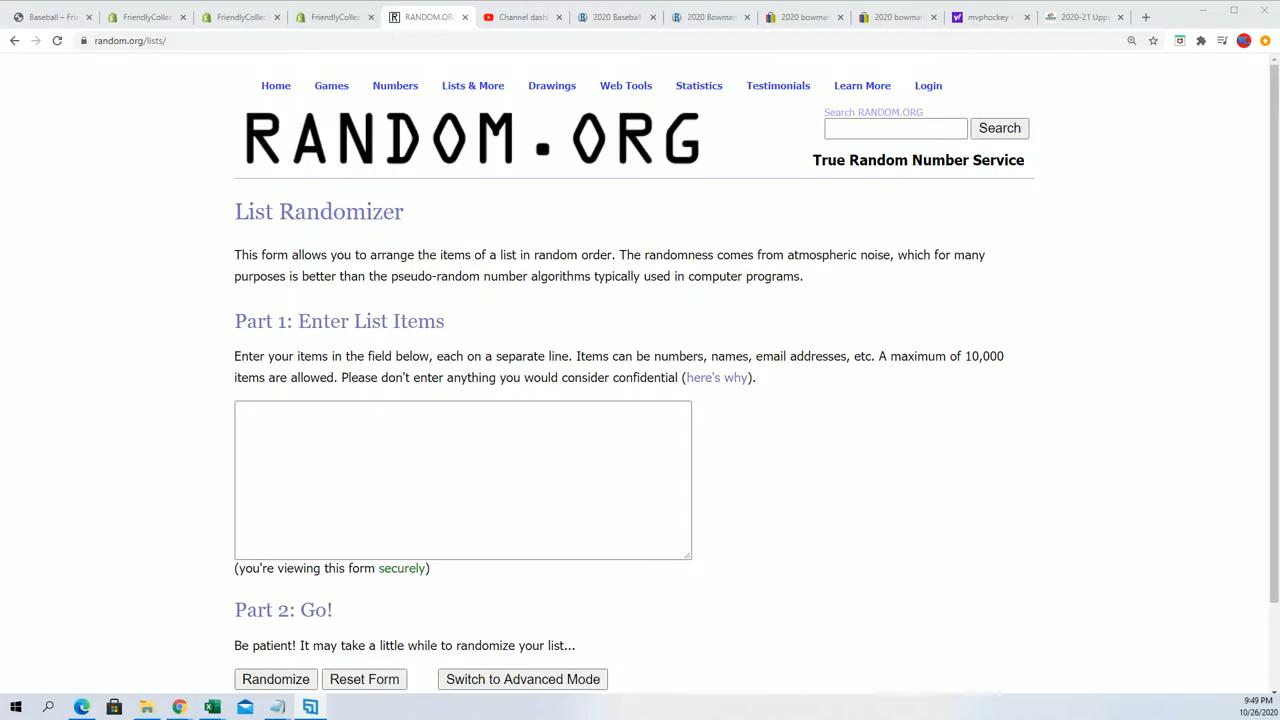 Baseball – Frie
FriendlyCollec
FriendlyCollec
FriendlyCollec
RANDOM.ORG
Channel dashb
2020 Baseball
2020 Bowman
2020 bowman
2020 bowman
mvphockey -
2020-21 Uppe
random.org/lists/
Home Games Numbers Lists & More Drawings Web Tools Statistics Testimonials Learn More Login
RANDOM.ORG
Search RANDOM.ORG
Search
True Random Number Service
List Randomizer
This form allows you to arrange the items of a list in random order. The randomness comes from atmospheric noise, which for many
purposes is better than the pseudo-random number algorithms typically used in computer programs.
Part 1: Enter List Items
Enter your items in the field below, each on a separate line. Items can be numbers, names, email addresses, etc. A maximum of 10,000
items are allowed. Please don't enter anything you would consider confidential (here's why).
(you're viewing this form securely)
Part 2: Go!
Be patient! It may take a little while to randomize your list...
Randomize Reset Form Switch to Advanced Mode
9:49 PM
10/26/2020